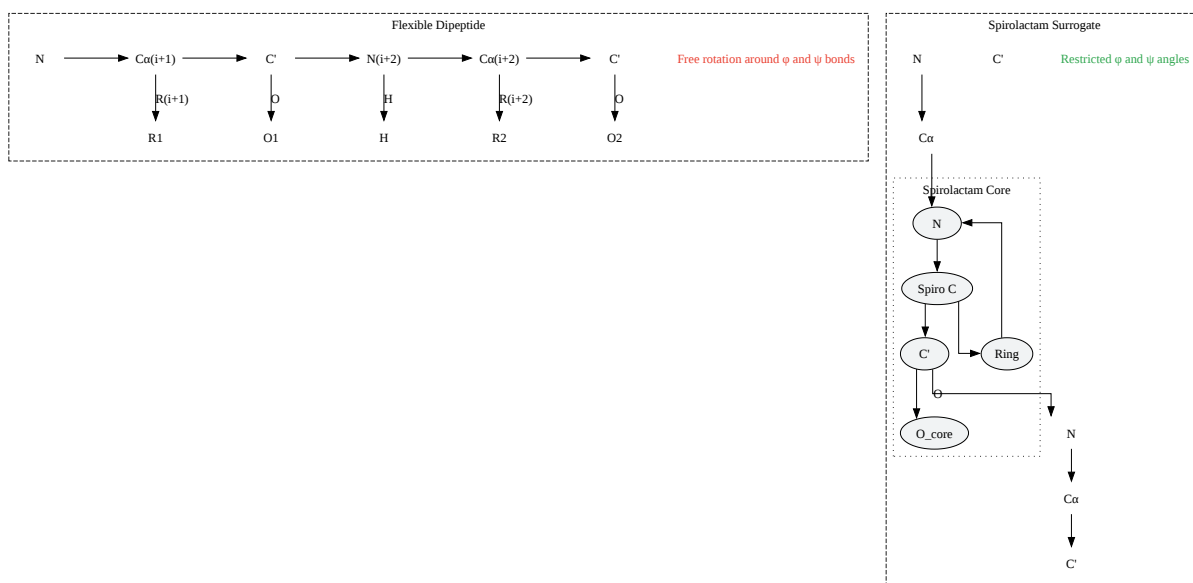 Flexible Dipeptide
N
Cα(i+1)
C'
N(i+2)
Cα(i+2)
C'
Free rotation around φ and ψ bonds
R(i+1)
O
H
R(i+2)
O
R1
O1
H
R2
O2
Spirolactam Surrogate
N
C'
Restricted φ and ψ angles
Cα
Spirolactam Core
N
Spiro C
C'
Ring
O
O_core
N
Cα
C'